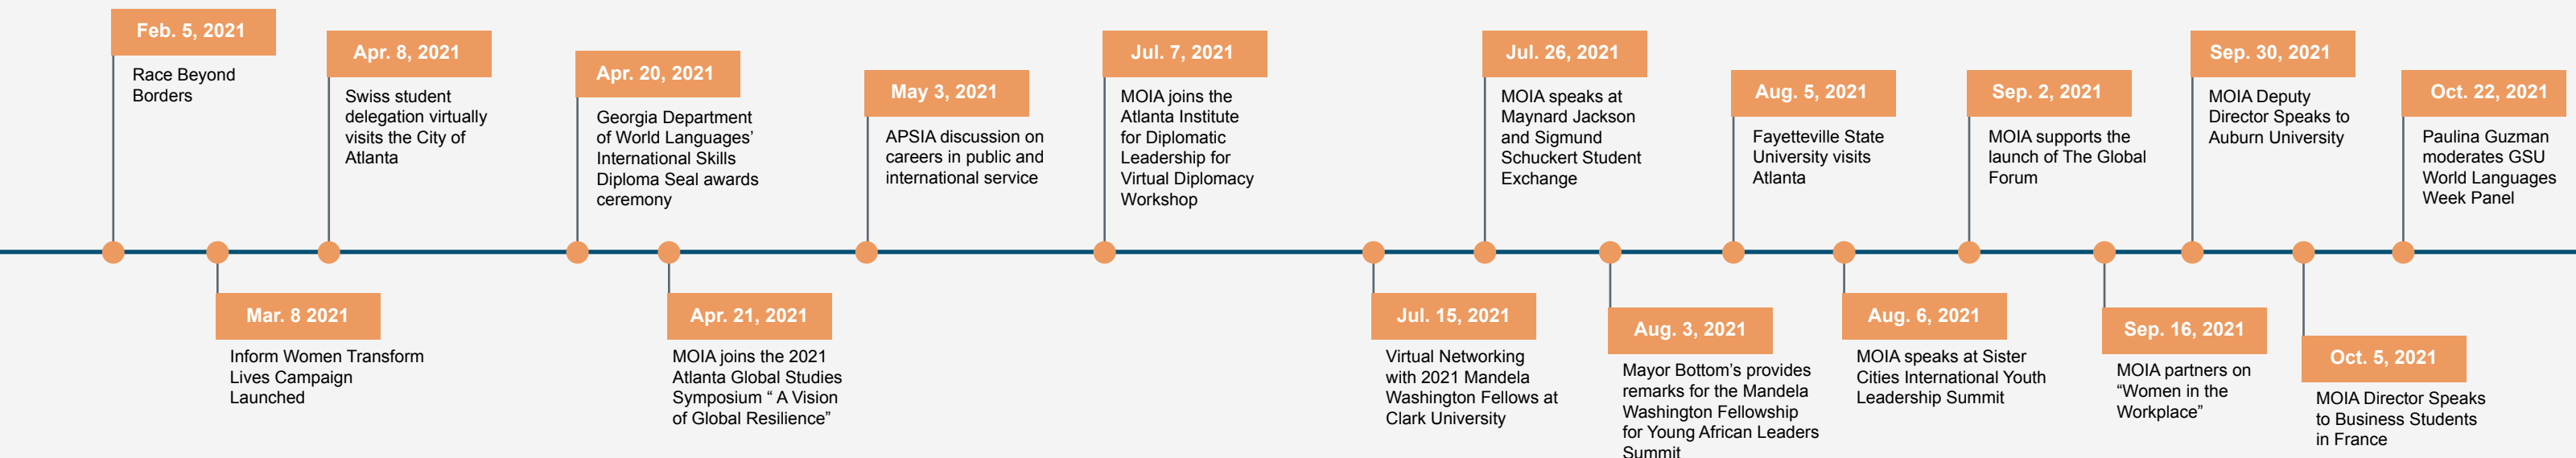 Feb. 5, 2021
Race Beyond
Borders
Mar. 8 2021
Inform Women Transform
Lives Campaign
Launched
Apr. 8, 2021
Swiss student
delegation virtually
visits the City of
Atlanta
Apr. 20, 2021
Georgia Department
of World Languages’
International Skills
Diploma Seal awards
ceremony
Apr. 21, 2021
MOIA joins the 2021
Atlanta Global Studies
Symposium “ A Vision
of Global Resilience”
May 3, 2021
APSIA discussion on
careers in public and
international service
Jul. 7, 2021
MOIA joins the
Atlanta Institute
for Diplomatic
Leadership for
Virtual Diplomacy
Workshop
Jul. 15, 2021
Virtual Networking
with 2021 Mandela
Washington Fellows at
Clark University
Jul. 26, 2021
MOIA speaks at
Maynard Jackson
and Sigmund
Schuckert Student
Exchange
Aug. 3, 2021
Mayor Bottom’s provides
remarks for the Mandela
Washington Fellowship
for Young African Leaders
Summit
Aug. 5, 2021
Fayetteville State
University visits
Atlanta
Aug. 6, 2021
MOIA speaks at Sister
Cities International Youth
Leadership Summit
Sep. 2, 2021
MOIA supports the
launch of The Global
Forum
Sep. 16, 2021
MOIA partners on
“Women in the
Workplace”
Sep. 30, 2021
MOIA Deputy
Director Speaks to
Auburn University
Oct. 5, 2021
MOIA Director Speaks
to Business Students
in France
Oct. 22, 2021
Paulina Guzman
moderates GSU
World Languages
Week Panel